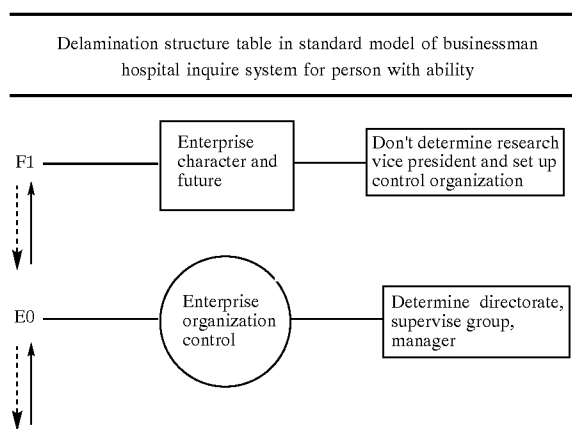 Delamination structure table in standard model of businessman
hospital inquire system for person with ability
F1
Enterprise
character and
future
Don't determine research
vice president and set up
control organization
E0
Enterprise
organization
control
Determine directorate,
supervise group,
manager